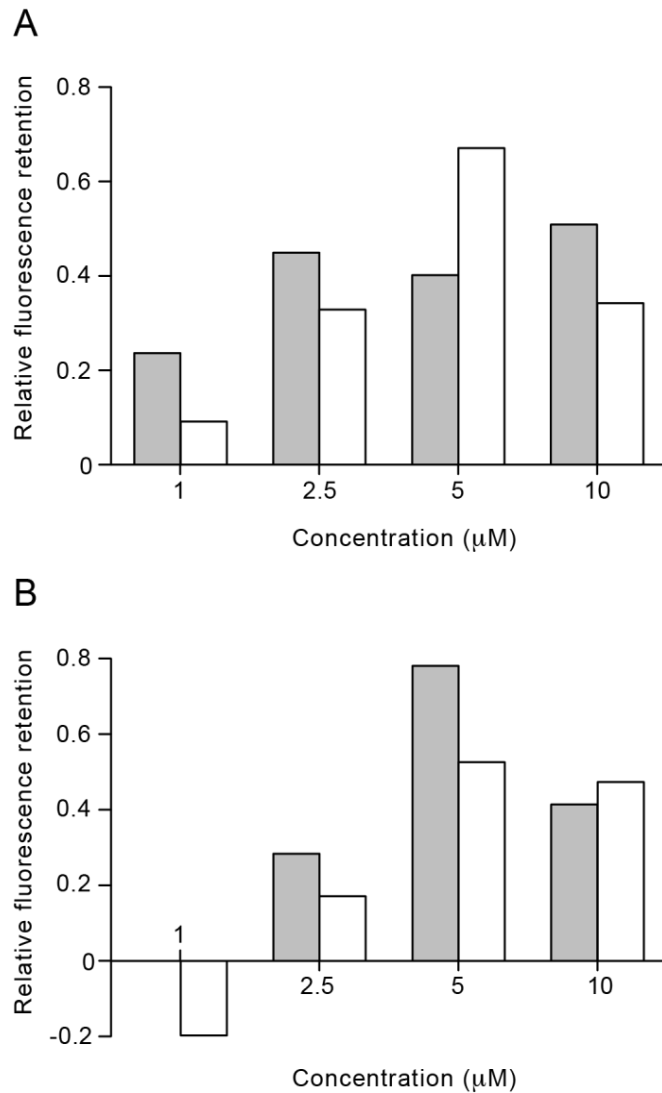 A
Relative fluorescence retention
0.8
0.6
0.4
0.2
0
1 2.5 5 10
Concentration (μM)
B
Relative fluorescence retention
0.8
0.6
0.4
0.2
1
0
2.5 5 10
-0.2
Concentration (μM)